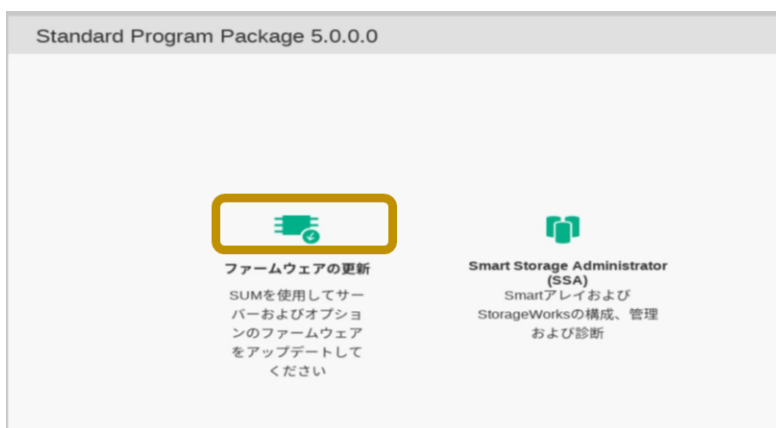 Standard Program Package 5.0.0.0
ファームウェアの更新
SUMを使用してサー
バーおよびオプショ
ンのファームウェア
をアップデートして
ください
Smart Storage Administrator
(SSA)
Smartアレイおよび
StorageWorksの構成、管理
および診断